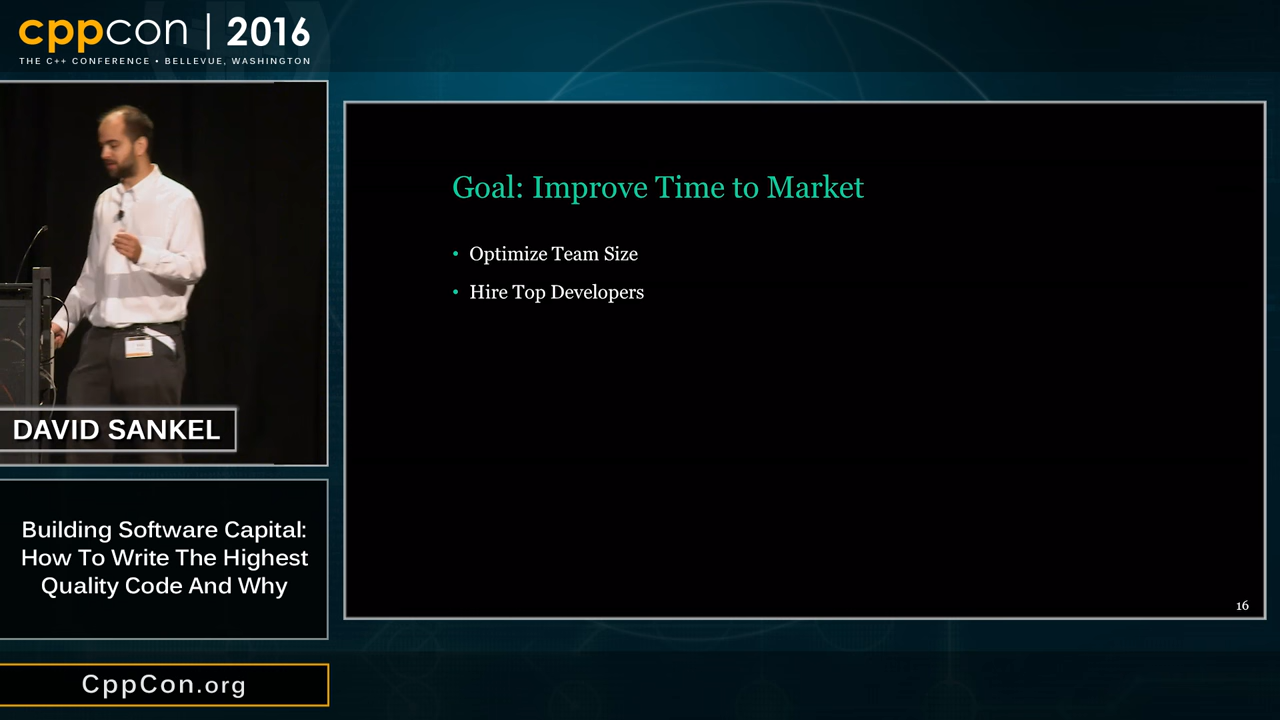 cppcon | 2016
THE C++ CONFERENCE • BELLEVUE, WASHINGTON
Goal: Improve Time to Market
• Optimize Team Size
• Hire Top Developers
16
DAVID SANKEL
Building Software Capital:
How To Write The Highest
Quality Code And Why
CppCon.org